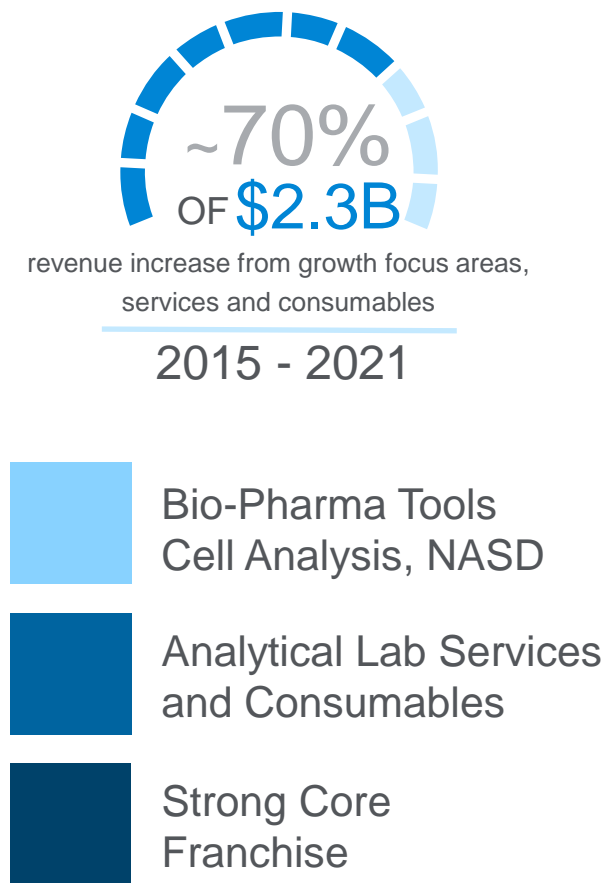 ~70%
OF $2.3B
revenue increase from growth focus areas,
services and consumables
2015 - 2021
Bio-Pharma Tools
Cell Analysis, NASD
Analytical Lab Services
and Consumables
Strong Core
Franchise